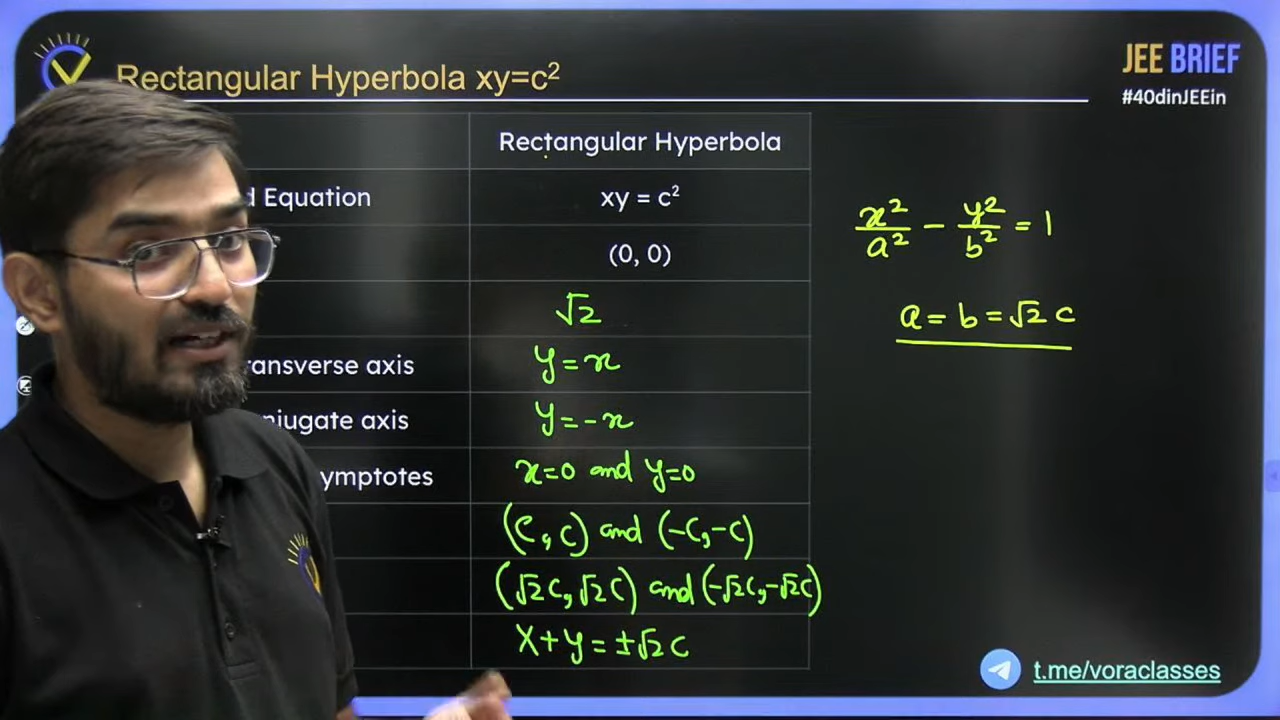 Rectangular Hyperbola xy=c²
JEE BRIEF
#40dinJEEin
Rectangular Hyperbola
Equation
xy = c²
(0, 0)
√2
ansverse axis
y = x
njugate axis
y = -x
ymptotes
x=0 and y=0
(c, c) and (-c, -c)
(√2c, √2c) and (-√2c, -√2c)
x+y = ±√2 c
x²/a² - y²/b² = 1
a = b = √2 c
t.me/voraclasses